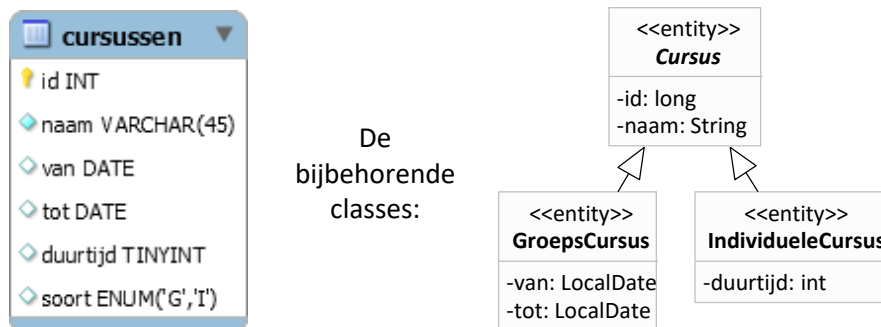 cursussen
id INT
naam VARCHAR(45)
van DATE
tot DATE
duurtijd TINYINT
soort ENUM('G','I')
De
bijbehorende
classes:
<<entity>>
Cursus
-id: long
-naam: String
<<entity>>
GroepsCursus
-van: LocalDate
-tot: LocalDate
<<entity>>
IndividueleCursus
-duurtijd: int